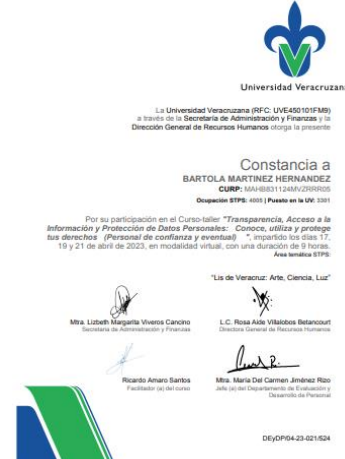 Universidad Veracruzana
La Universidad Veracruzana (RFC: UVE450101FM9)
a través de la Secretaría de Administración y Finanzas y la
Dirección General de Recursos Humanos otorga la presente
Constancia a
BARTOLA MARTINEZ HERNANDEZ
CURP: MAHB831124MVZRRR05
Ocupación STPS: 4005 | Puesto en la UV: 3301
Por su participación en el Curso-taller "Transparencia, Acceso a la
Información y Protección de Datos Personales: Conoce, utiliza y protege
tus derechos (Personal de confianza y eventual) ", impartido los días 17,
19 y 21 de abril de 2023, en modalidad virtual, con una duración de 9 horas.
Área temática STPS:
"Lis de Veracruz: Arte, Ciencia, Luz"
Mtra. Lizbeth Margarita Viveros Cancino
Secretaria de Administración y Finanzas
L.C. Rosa Aide Villalobos Betancourt
Directora General de Recursos Humanos
Ricardo Amaro Santos
Facilitador (a) del curso
Mtra. María Del Carmen Jiménez Rizo
Jefe (a) del Departamento de Evaluación y
Desarrollo de Personal
DEyDP/04-23-021/524